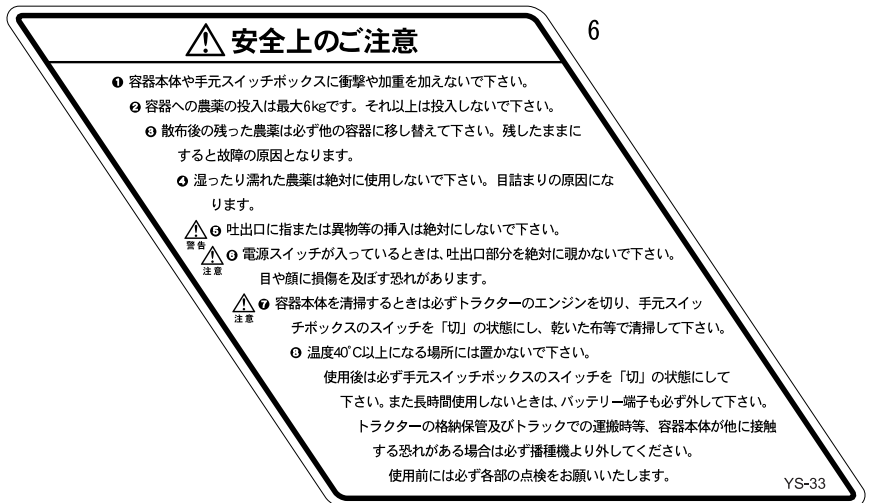 安全上のご注意
6
❶ 容器本体や手元スイッチボックスに衝撃や加重を加えないで下さい。
❷ 容器への農薬の投入は最大6kgです。それ以上は投入しないで下さい。
❸ 散布後の残った農薬は必ず他の容器に移し替えて下さい。残したままに
すると故障の原因となります。
❹ 湿ったり濡れた農薬は絶対に使用しないで下さい。目詰まりの原因にな
ります。
警告 ❺ 吐出口に指または異物等の挿入は絶対にしないで下さい。
注意 ❻ 電源スイッチが入っているときは、吐出口部分を絶対に覗かないで下さい。
目や顔に損傷を及ぼす恐れがあります。
注意 ❼ 容器本体を清掃するときは必ずトラクターのエンジンを切り、手元スイッ
チボックスのスイッチを「切」の状態にし、乾いた布等で清掃して下さい。
❽ 温度40℃以上になる場所には置かないで下さい。
使用後は必ず手元スイッチボックスのスイッチを「切」の状態にして
下さい。また長時間使用しないときは、バッテリー端子も必ず外して下さい。
トラクターの格納保管及びトラックでの運搬時等、容器本体が他に接触
する恐れがある場合は必ず播種機より外してください。
使用前には必ず各部の点検をお願いいたします。
YS-33